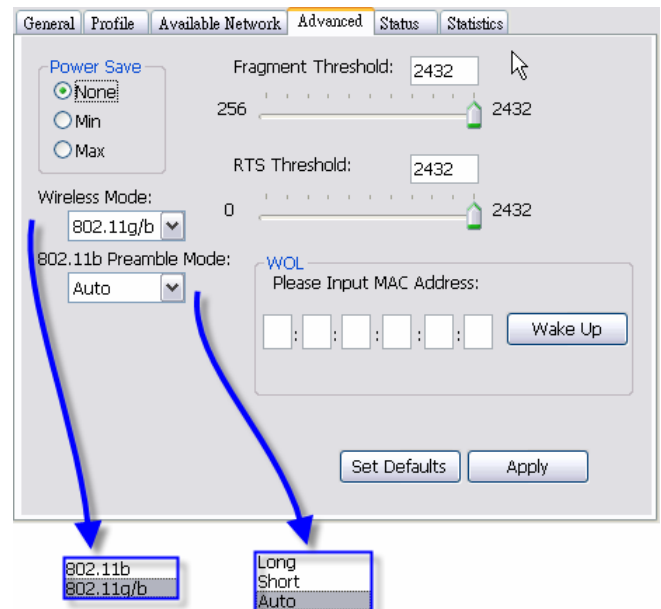 General Profile Available Network Advanced Status Statistics
Power Save
None
Min
Max
Fragment Threshold: 2432
256 2432
RTS Threshold: 2432
0 2432
Wireless Mode:
802.11g/b
802.11b Preamble Mode:
Auto
WOL
Please Input MAC Address:
: : : : : Wake Up
Set Defaults Apply
802.11b
802.11g/b
Long
Short
Auto